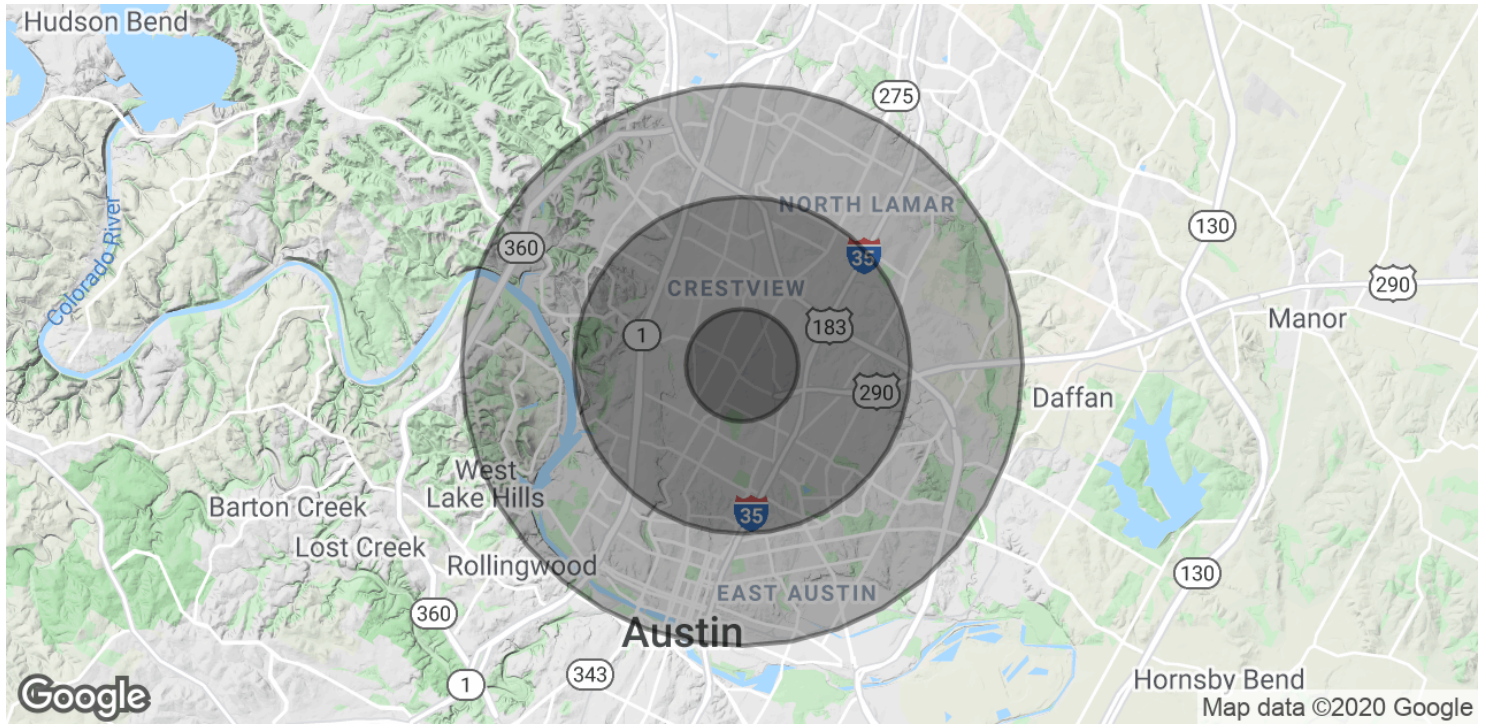 Hudson Bend
275
NORTH LAMAR
130
Colorado River
360
35
290
CRESTVIEW
183
Manor
1
290
Daffan
West
Lake Hills
Barton Creek
35
Lost Creek
Rollingwood
130
EAST AUSTIN
360
Austin
343
1
Hornsby Bend
Google
Map data ©2020 Google